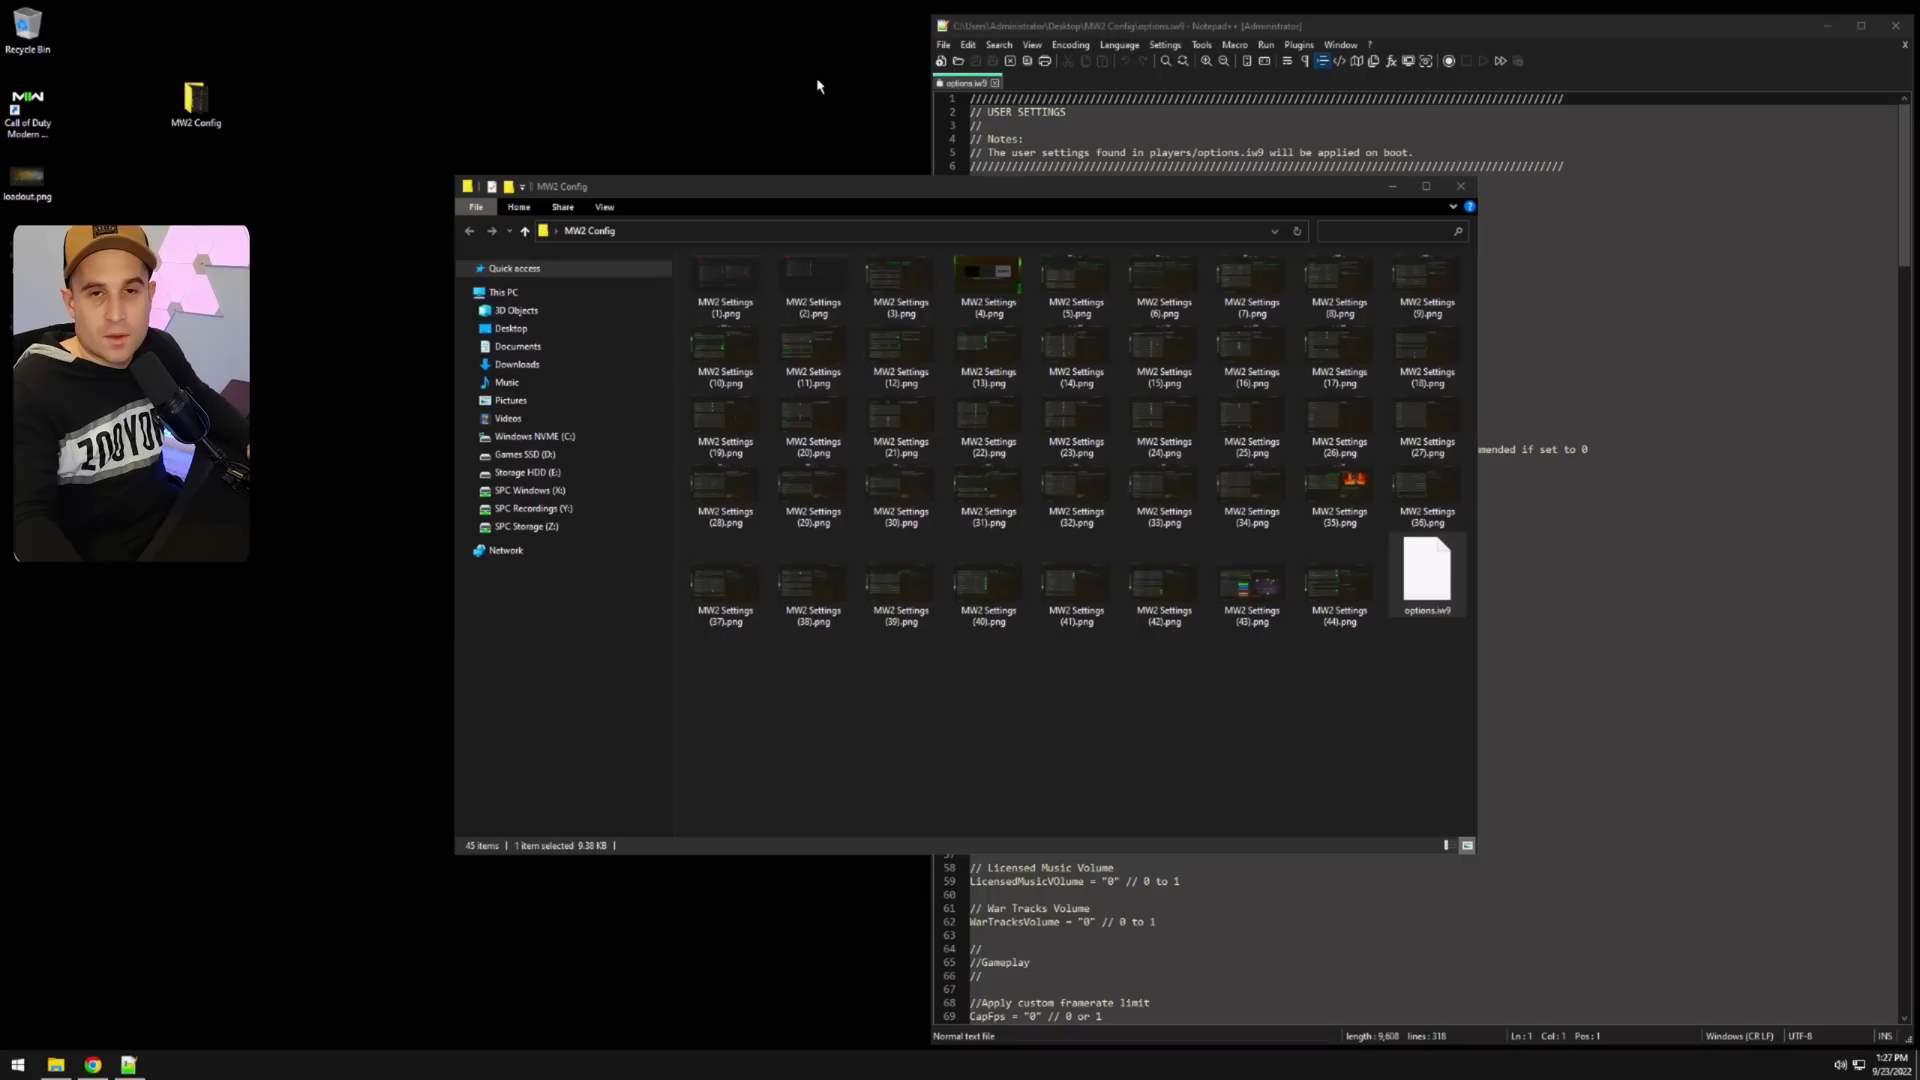 Recycle Bin
Call of Duty
Modern ...
loadout.png
MW2 Config
ZOOYO
C:\Users\Administrator\Desktop\MW2 Config\options.iw9 - Notepad++ [Administrator]
File Edit Search View Encoding Language Settings Tools Macro Run Plugins Window ?
X
options.iw9
1 ////////////////////////////////////////////////////////////////////////////////////////////////////
2 // USER SETTINGS
3 //
4 // Notes:
5 // The user settings found in players/options.iw9 will be applied on boot.
6 ////////////////////////////////////////////////////////////////////////////////////////////////////
MW2 Config
File Home Share View
MW2 Config
Quick access
This PC
3D Objects
Desktop
Documents
Downloads
Music
Pictures
Videos
Windows NVME (C:)
Games SSD (D:)
Storage HDD (E:)
SPC Windows (X:)
SPC Recordings (Y:)
SPC Storage (Z:)
Network
MW2 Settings (1).png
MW2 Settings (2).png
MW2 Settings (3).png
MW2 Settings (4).png
MW2 Settings (5).png
MW2 Settings (6).png
MW2 Settings (7).png
MW2 Settings (8).png
MW2 Settings (9).png
MW2 Settings (10).png
MW2 Settings (11).png
MW2 Settings (12).png
MW2 Settings (13).png
MW2 Settings (14).png
MW2 Settings (15).png
MW2 Settings (16).png
MW2 Settings (17).png
MW2 Settings (18).png
MW2 Settings (19).png
MW2 Settings (20).png
MW2 Settings (21).png
MW2 Settings (22).png
MW2 Settings (23).png
MW2 Settings (24).png
MW2 Settings (25).png
MW2 Settings (26).png
MW2 Settings (27).png
MW2 Settings (28).png
MW2 Settings (29).png
MW2 Settings (30).png
MW2 Settings (31).png
MW2 Settings (32).png
MW2 Settings (33).png
MW2 Settings (34).png
MW2 Settings (35).png
MW2 Settings (36).png
MW2 Settings (37).png
MW2 Settings (38).png
MW2 Settings (39).png
MW2 Settings (40).png
MW2 Settings (41).png
MW2 Settings (42).png
MW2 Settings (43).png
MW2 Settings (44).png
options.iw9
45 items | 1 item selected 9.38 KB |
mmended if set to 0
58 // Licensed Music Volume
59 LicensedMusicVOlume = "0" // 0 to 1
60
61 // War Tracks Volume
62 WarTracksVolume = "0" // 0 to 1
63
64 //
65 //Gameplay
66 //
67
68 //Apply custom framerate limit
69 CapFps = "0" // 0 or 1
Normal text file
length : 9,608 lines : 318
Ln : 1 Col : 1 Pos : 1
Windows (CR LF)
UTF-8
INS
1:27 PM
9/23/2022